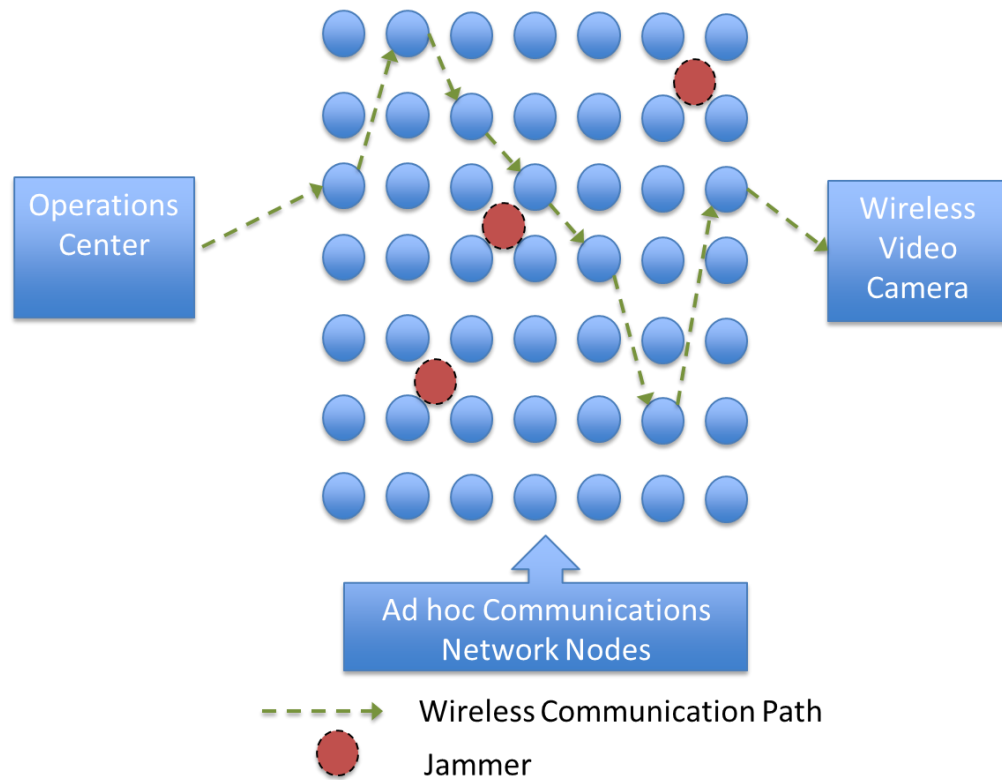 Operations
Center
Wireless
Video
Camera
Ad hoc Communications
Network Nodes
Wireless Communication Path
Jammer